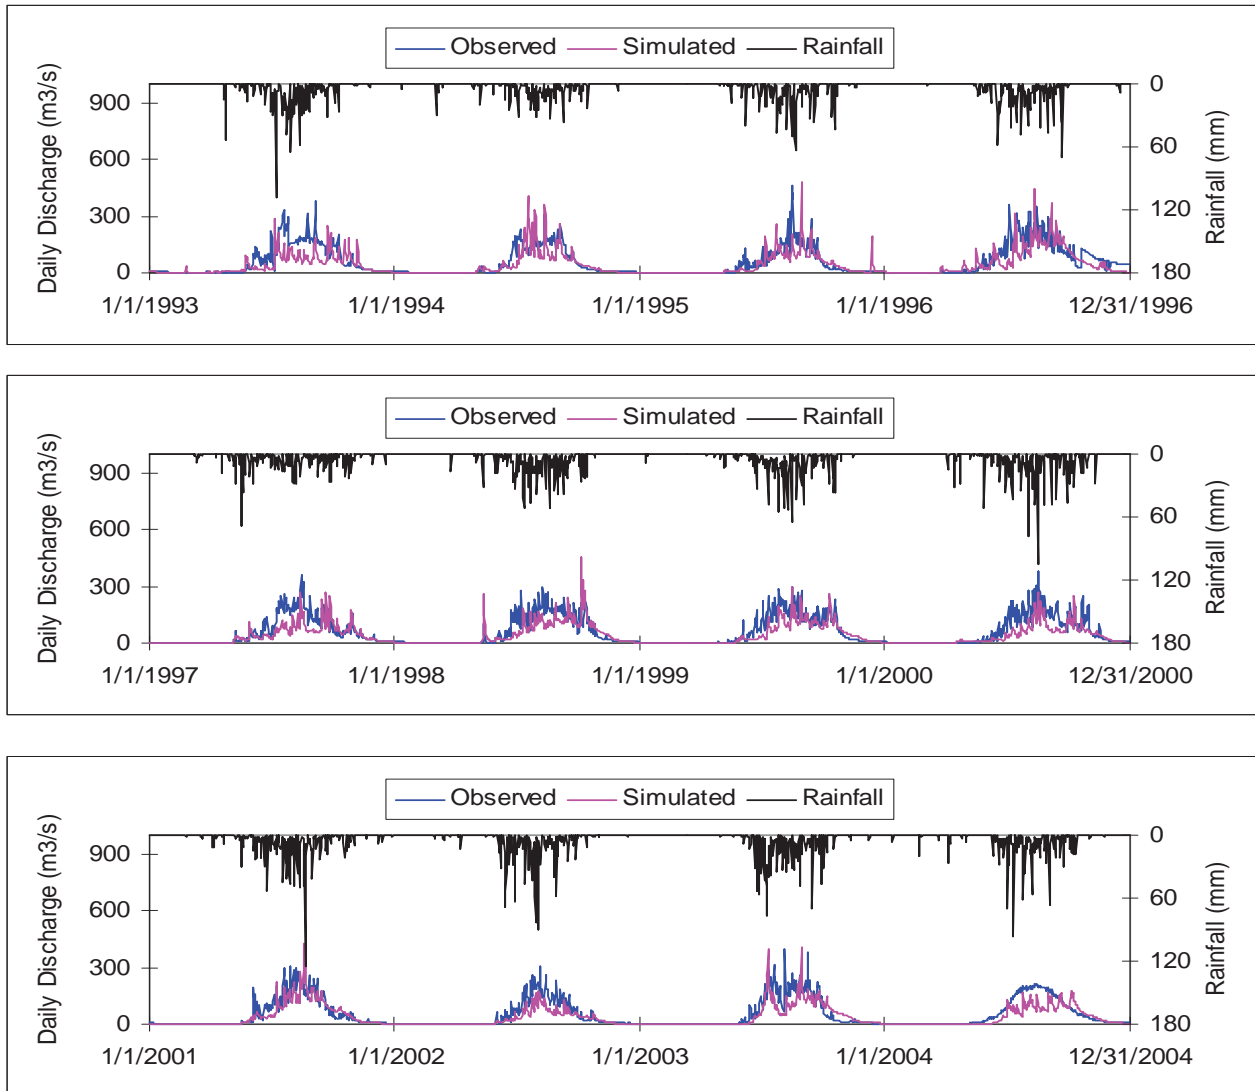 Observed Simulated Rainfall
Daily Discharge (m3/s)
900
600
300
0
Rainfall (mm)
0
60
120
180
1/1/1993 1/1/1994 1/1/1995 1/1/1996 12/31/1996
Observed Simulated Rainfall
Daily Discharge (m3/s)
900
600
300
0
Rainfall (mm)
0
60
120
180
1/1/1997 1/1/1998 1/1/1999 1/1/2000 12/31/2000
Observed Simulated Rainfall
Daily Discharge (m3/s)
900
600
300
0
Rainfall (mm)
0
60
120
180
1/1/2001 1/1/2002 1/1/2003 1/1/2004 12/31/2004